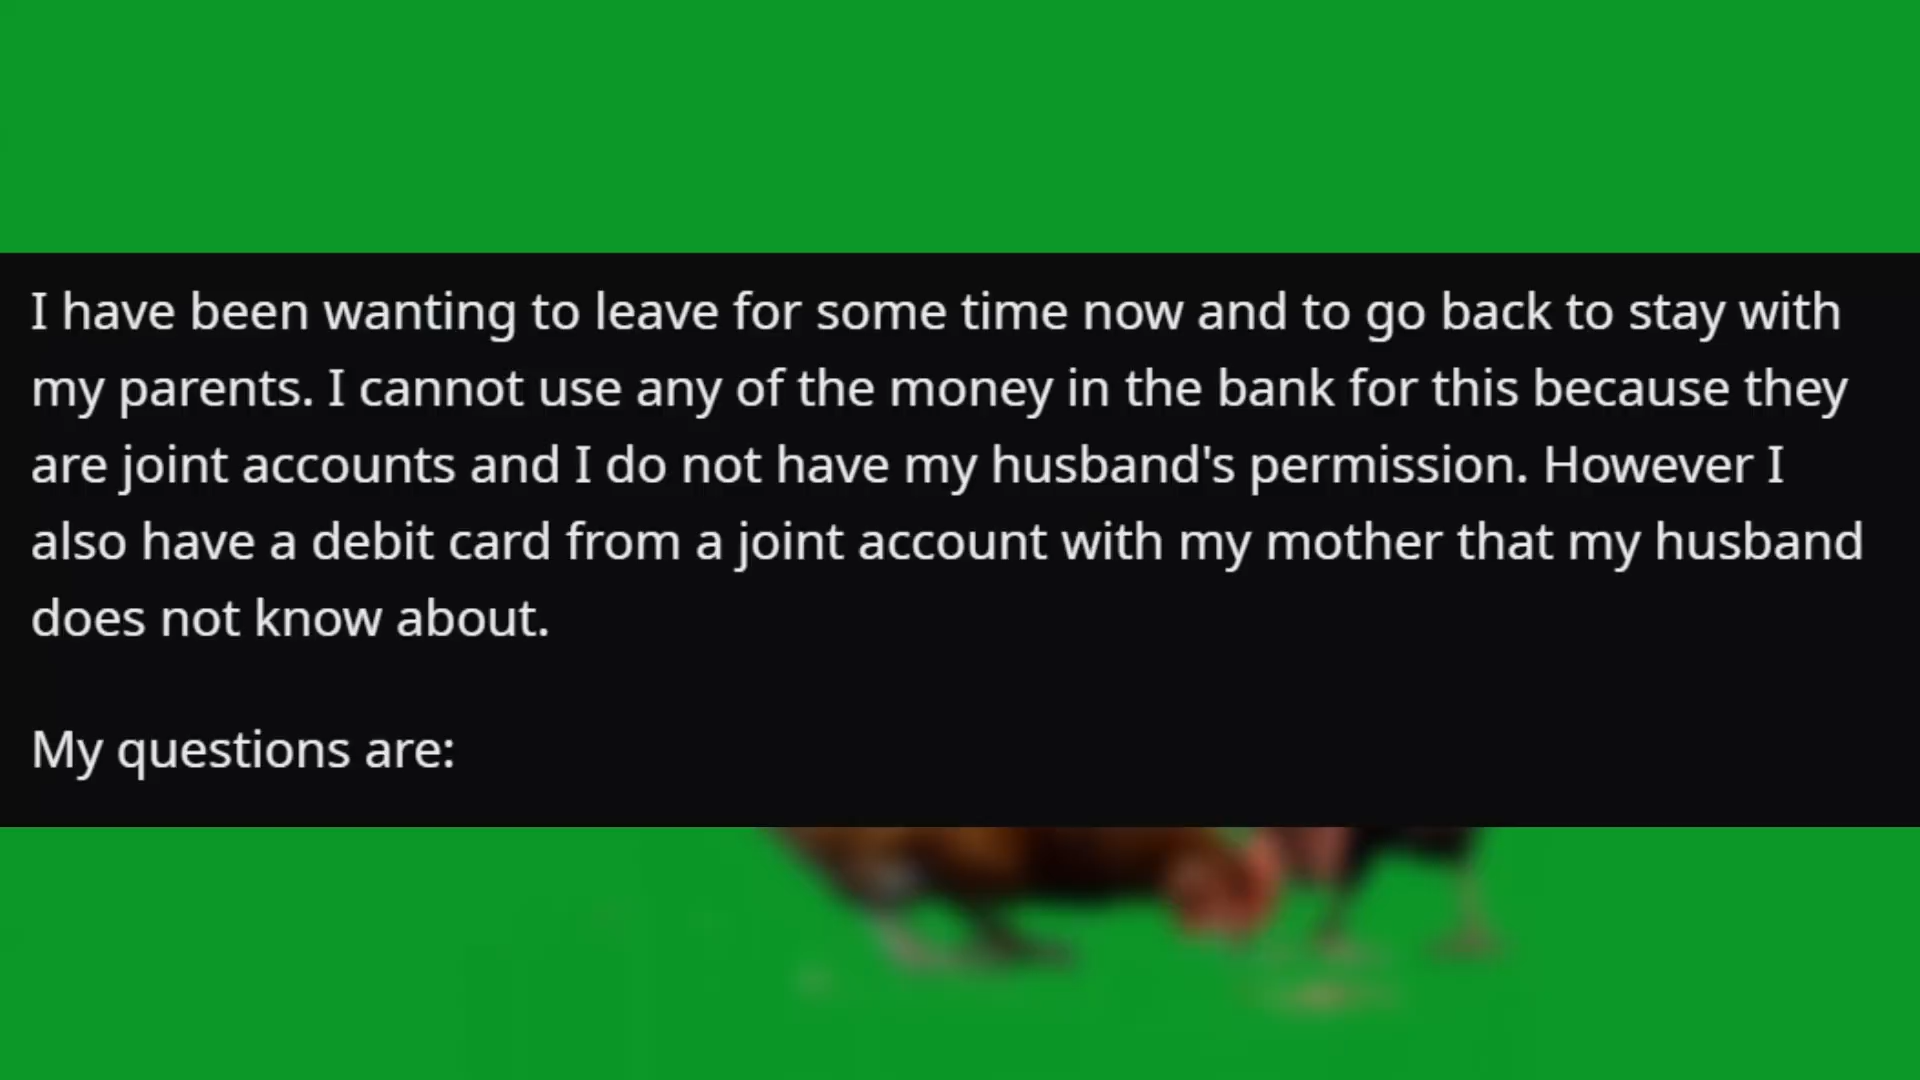 I have been wanting to leave for some time now and to go back to stay with
my parents. I cannot use any of the money in the bank for this because they
are joint accounts and I do not have my husband's permission. However I
also have a debit card from a joint account with my mother that my husband
does not know about.
My questions are: